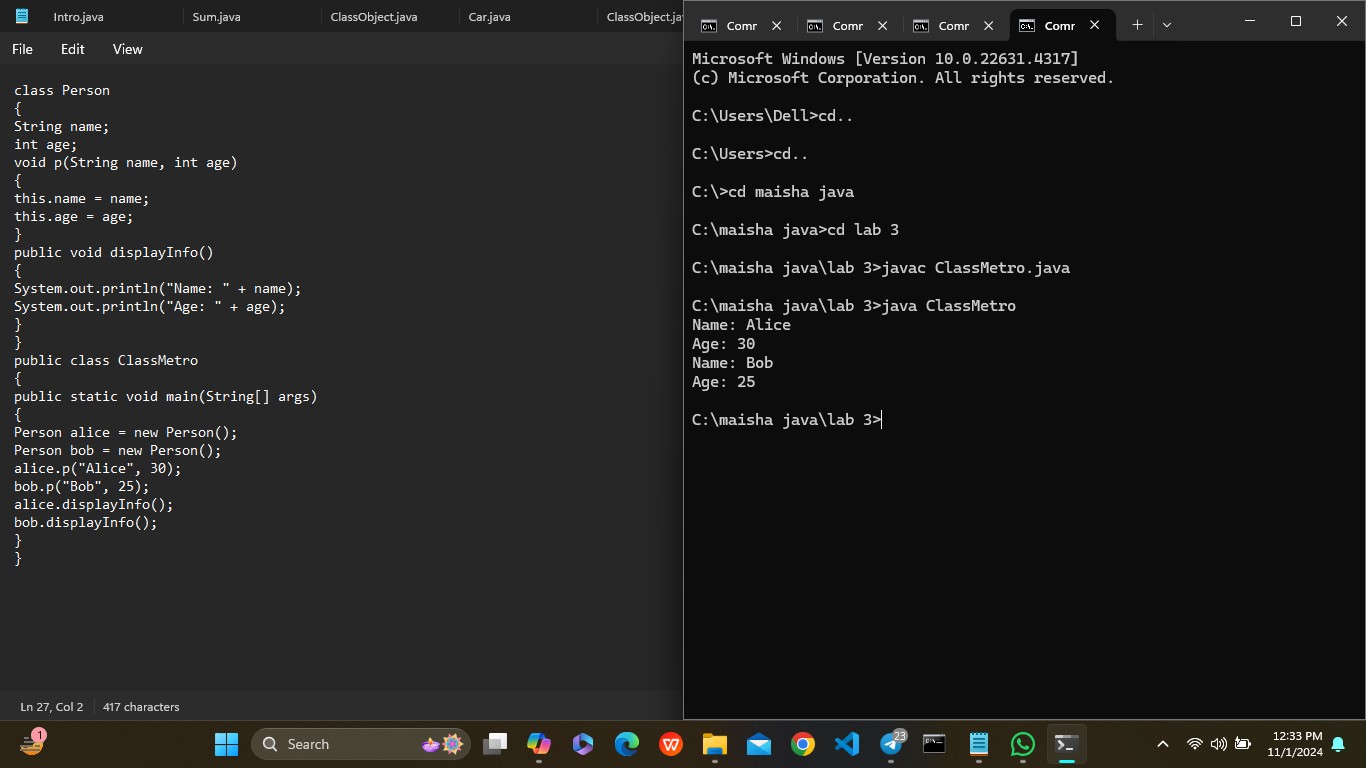 Intro.java
Sum.java
ClassObject.java
Car.java
ClassObject.java
File
Edit
View
class Person
{
String name;
int age;
void p(String name, int age)
{
this.name = name;
this.age = age;
}
public void displayInfo()
{
System.out.println("Name: " + name);
System.out.println("Age: " + age);
}
}
public class ClassMetro
{
public static void main(String[] args)
{
Person alice = new Person();
Person bob = new Person();
alice.p("Alice", 30);
bob.p("Bob", 25);
alice.displayInfo();
bob.displayInfo();
}
}
Ln 27, Col 2
417 characters
Comr
Comr
Comr
Comr
Microsoft Windows [Version 10.0.22631.4317]
(c) Microsoft Corporation. All rights reserved.
C:\Users\Dell>cd..
C:\Users>cd..
C:\>cd maisha java
C:\maisha java>cd lab 3
C:\maisha java\lab 3>javac ClassMetro.java
C:\maisha java\lab 3>java ClassMetro
Name: Alice
Age: 30
Name: Bob
Age: 25
C:\maisha java\lab 3>
1
Search
23
12:33 PM
11/1/2024